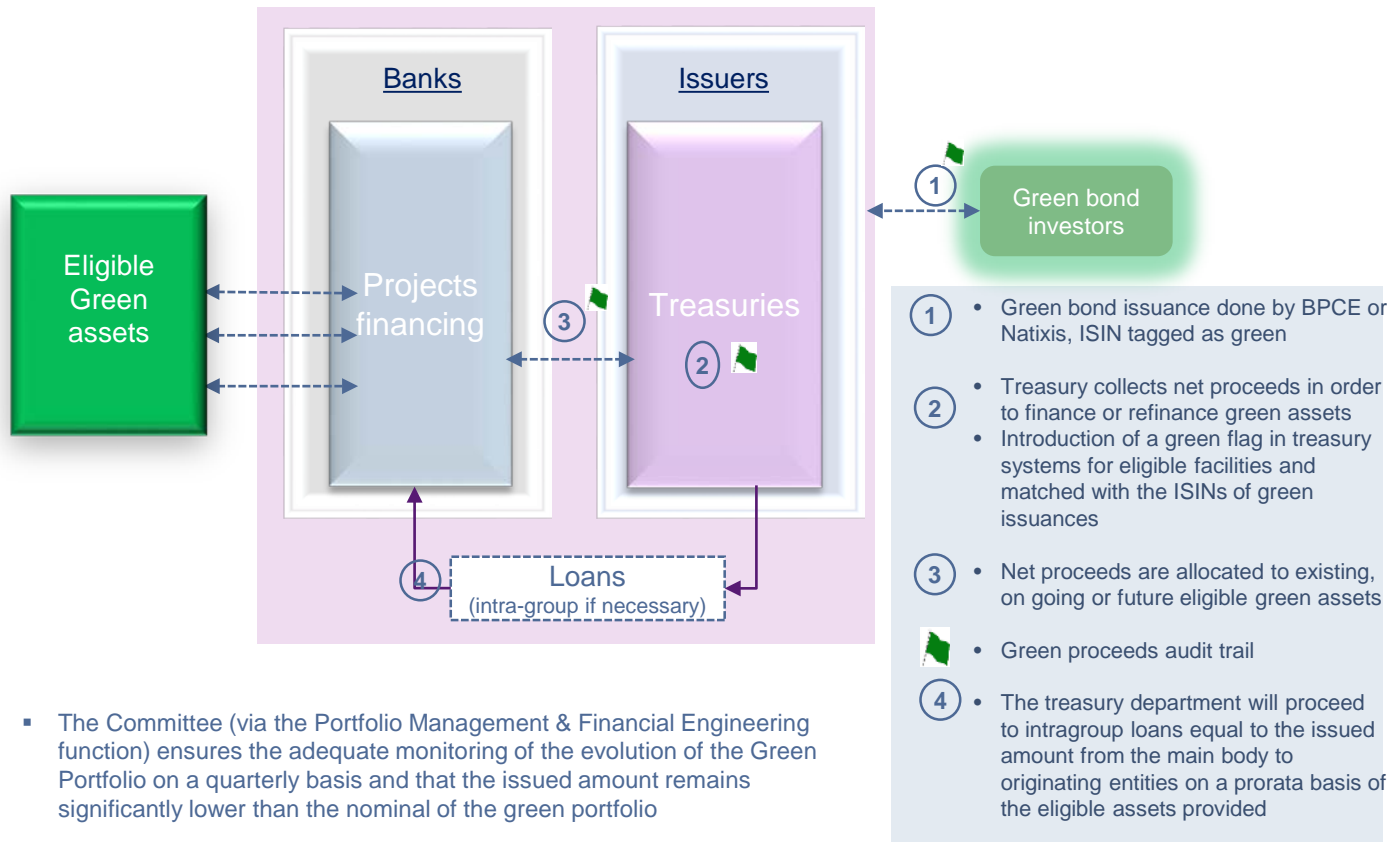 Banks
Issuers
Eligible
Green
assets
Projects
financing
3
Treasuries
2
1
Green bond
investors
4
Loans
(intra-group if necessary)
1
• Green bond issuance done by BPCE or
Natixis, ISIN tagged as green
2
• Treasury collects net proceeds in order
to finance or refinance green assets
• Introduction of a green flag in treasury
systems for eligible facilities and
matched with the ISINs of green
issuances
3
• Net proceeds are allocated to existing,
on going or future eligible green assets
• Green proceeds audit trail
4
• The treasury department will proceed
to intragroup loans equal to the issued
amount from the main body to
originating entities on a prorata basis of
the eligible assets provided
▪ The Committee (via the Portfolio Management & Financial Engineering
function) ensures the adequate monitoring of the evolution of the Green
Portfolio on a quarterly basis and that the issued amount remains
significantly lower than the nominal of the green portfolio